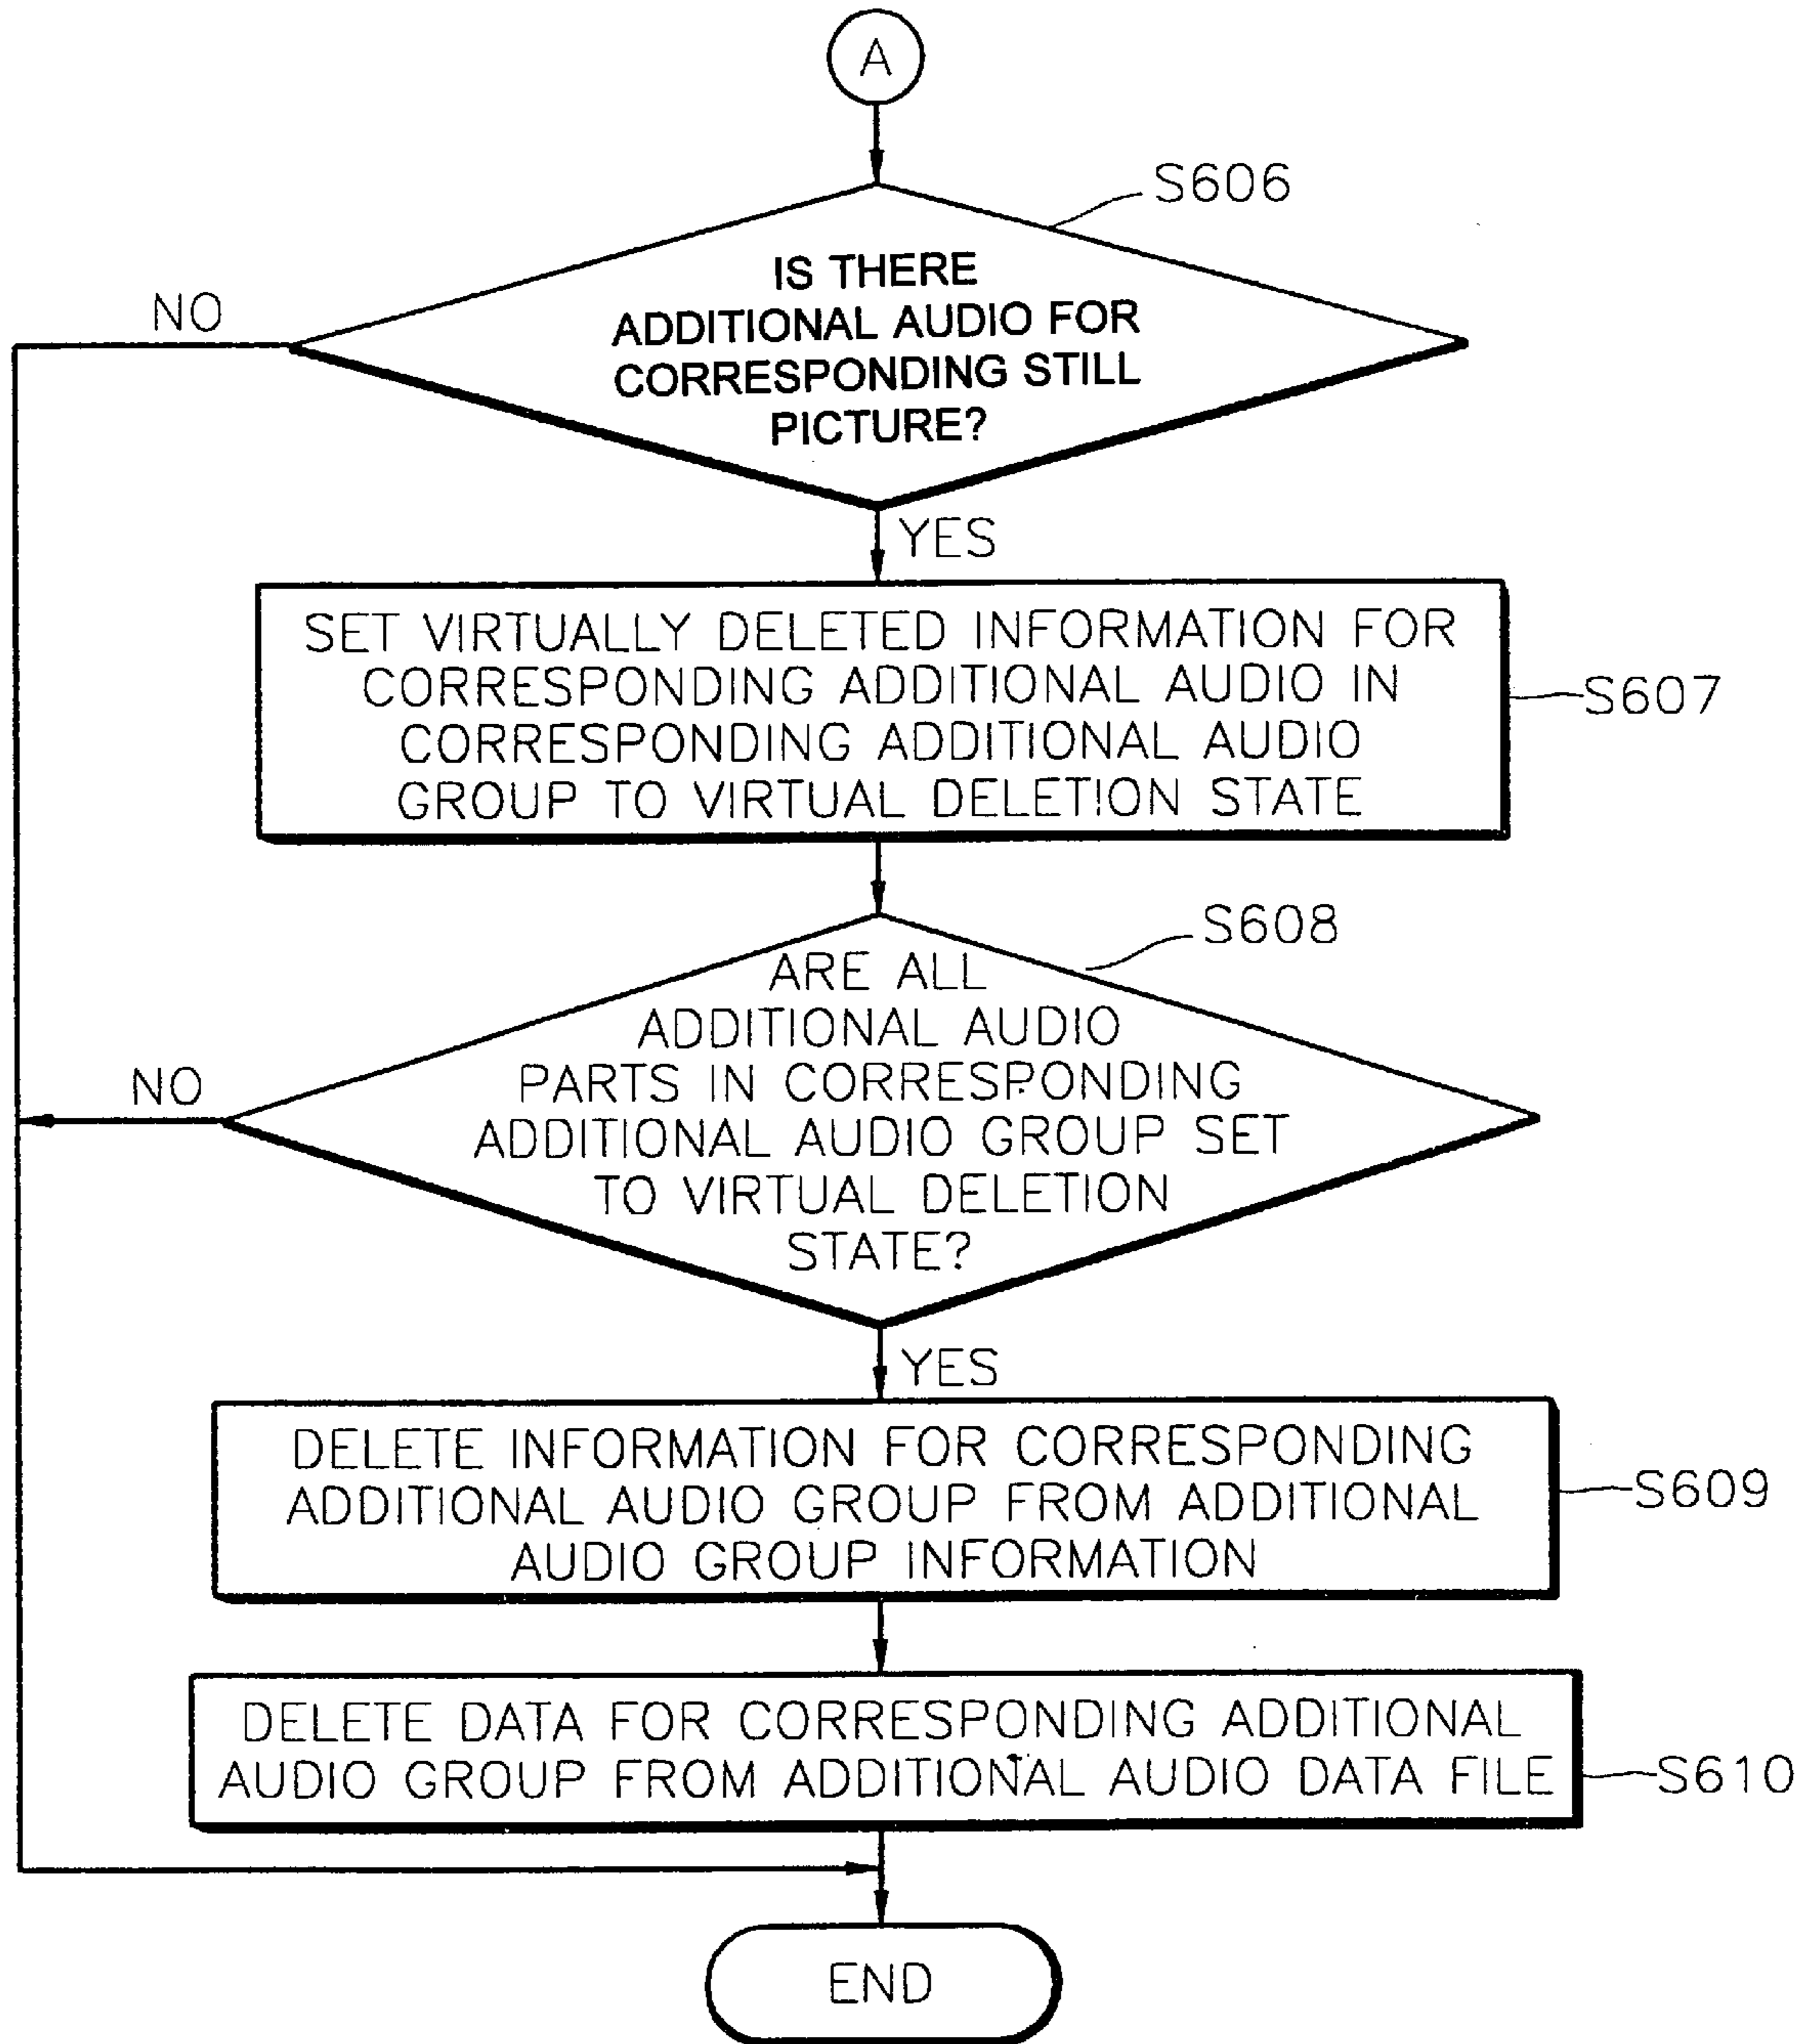 A
S606
IS THERE
ADDITIONAL AUDIO FOR
CORRESPONDING STILL
PICTURE?
NO
YES
SET VIRTUALLY DELETED INFORMATION FOR
CORRESPONDING ADDITIONAL AUDIO IN
CORRESPONDING ADDITIONAL AUDIO
GROUP TO VIRTUAL DELETION STATE
S607
S608
ARE ALL
ADDITIONAL AUDIO
PARTS IN CORRESPONDING
ADDITIONAL AUDIO GROUP SET
TO VIRTUAL DELETION
STATE?
NO
YES
DELETE INFORMATION FOR CORRESPONDING
ADDITIONAL AUDIO GROUP FROM ADDITIONAL
AUDIO GROUP INFORMATION
S609
DELETE DATA FOR CORRESPONDING ADDITIONAL
AUDIO GROUP FROM ADDITIONAL AUDIO DATA FILE
S610
END